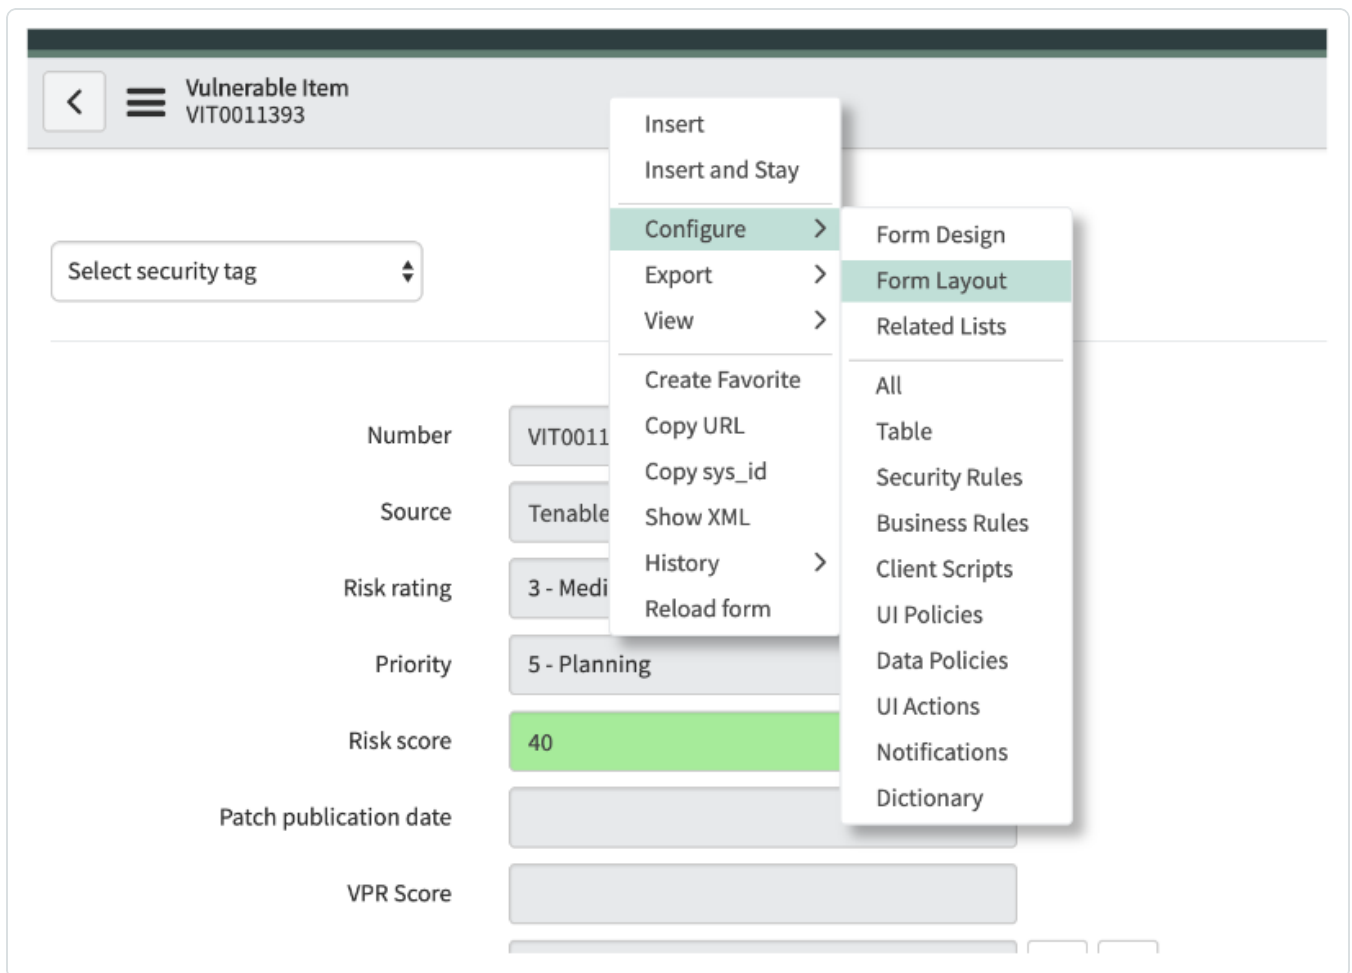 Vulnerable Item
VIT0011393
Insert
Insert and Stay
Configure
Export
View
Create Favorite
Copy URL
Copy sys_id
Show XML
History
Reload form
Form Design
Form Layout
Related Lists
All
Table
Security Rules
Business Rules
Client Scripts
UI Policies
Data Policies
UI Actions
Notifications
Dictionary
Select security tag
Number VIT0011
Source Tenable
Risk rating 3 - Medi
Priority 5 - Planning
Risk score 40
Patch publication date
VPR Score